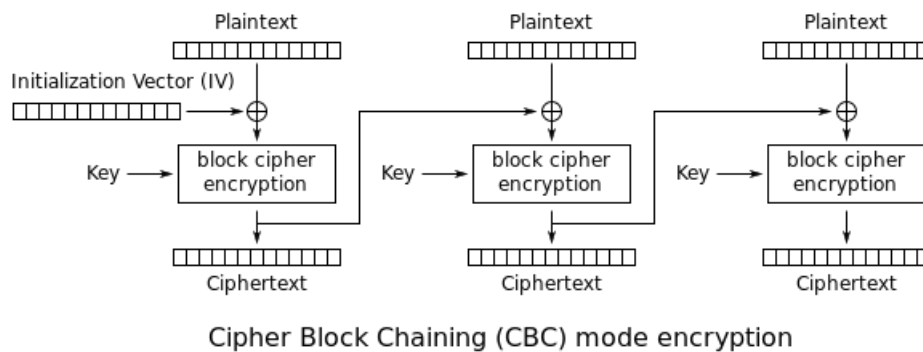 Plaintext
Plaintext
Plaintext
Initialization Vector (IV)
Key
block cipher
encryption
Key
block cipher
encryption
Key
block cipher
encryption
Ciphertext
Ciphertext
Ciphertext
Cipher Block Chaining (CBC) mode encryption